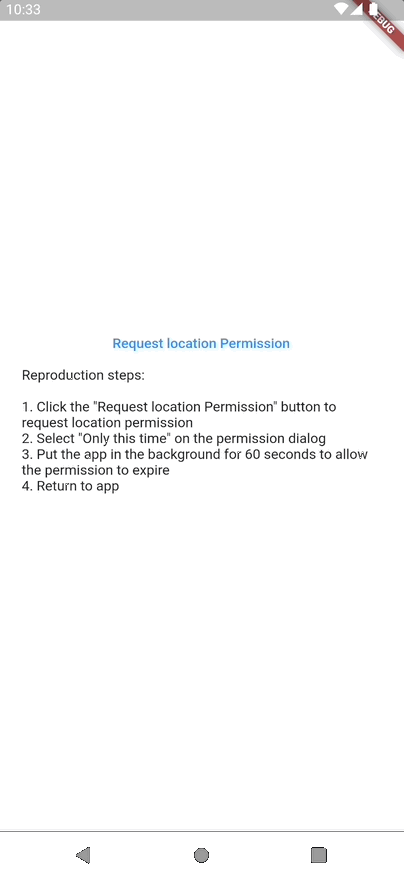 10:33
Request location Permission
Reproduction steps:
1. Click the "Request location Permission" button to
request location permission
2. Select "Only this time" on the permission dialog
3. Put the app in the background for 60 seconds to allow
the permission to expire
4. Return to app